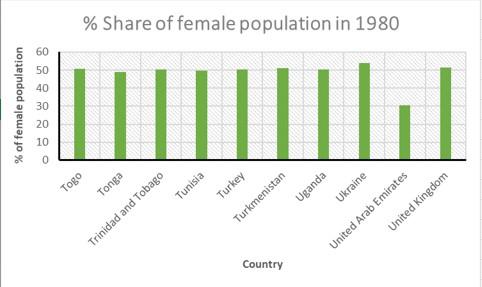 % Share of female population in 1980
% of female population
60
50
40
30
20
10
0
Togo
Tonga
Trinidad and Tobago
Tunisia
Turkey
Turkmenistan
Uganda
Ukraine
United Arab Emirates
United Kingdom
Country